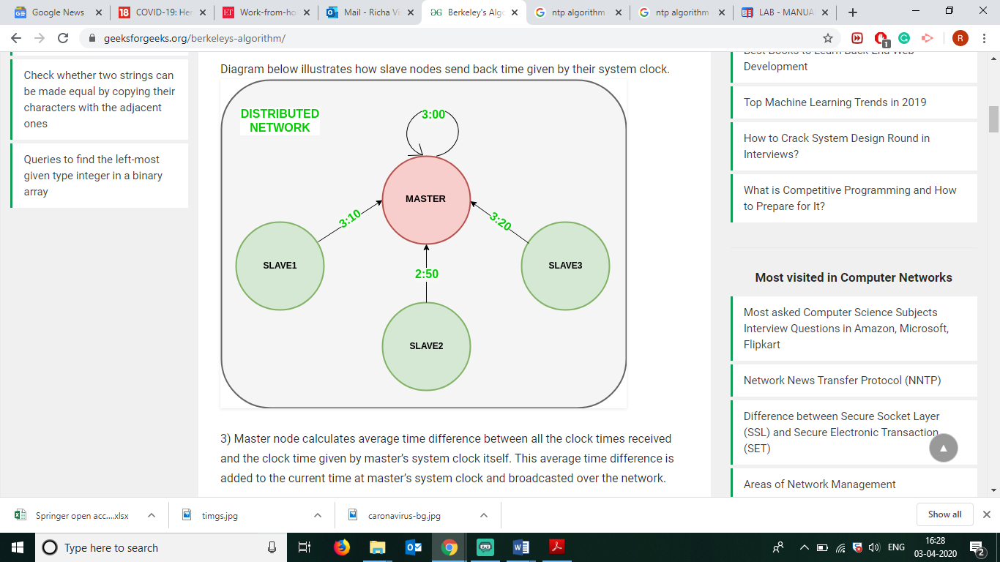 Google News
COVID-19: Her
Work-from-ho
Mail - Richa Vi
Berkeley's Algo
ntp algorithm
ntp algorithm
LAB - MANUA
geeksforgeeks.org/berkeleys-algorithm/
Check whether two strings can
be made equal by copying their
characters with the adjacent
ones
Queries to find the left-most
given type integer in a binary
array
Diagram below illustrates how slave nodes send back time given by their system clock.
DISTRIBUTED
NETWORK
3:00
MASTER
3:10
3:20
2:50
SLAVE1
SLAVE3
SLAVE2
3) Master node calculates average time difference between all the clock times received
and the clock time given by master's system clock itself. This average time difference is
added to the current time at master's system clock and broadcasted over the network.
Best Books to Learn Back-End Web
Development
Top Machine Learning Trends in 2019
How to Crack System Design Round in
Interviews?
What is Competitive Programming and How
to Prepare for It?
Most visited in Computer Networks
Most asked Computer Science Subjects
Interview Questions in Amazon, Microsoft,
Flipkart
Network News Transfer Protocol (NNTP)
Difference between Secure Socket Layer
(SSL) and Secure Electronic Transaction
(SET)
Areas of Network Management
Springer open acc....xlsx
timgs.jpg
caronavirus-bg.jpg
Show all
Type here to search
ENG
16:28
03-04-2020
2